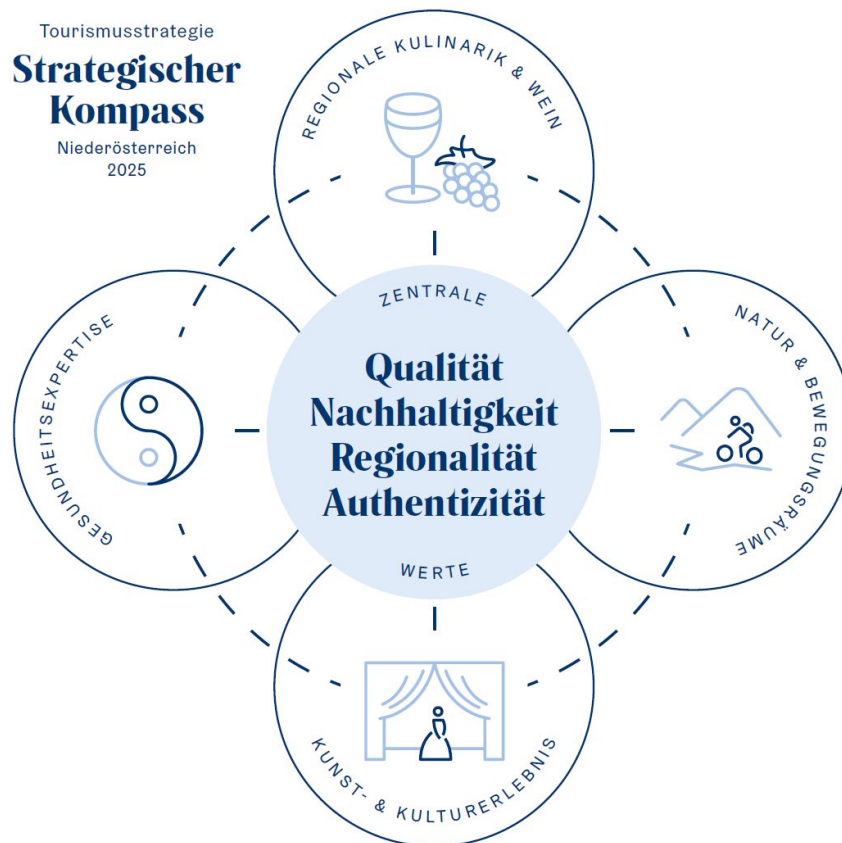 Tourismusstrategie
Strategischer
Kompass
Niederösterreich
2025
REGIONALE KULINARIK & WEIN
GESUNDHEITSEXPERTISE
ZENTRALE
Qualität
Nachhaltigkeit
Regionalität
Authentizität
WERTE
NATUR & BEWEGUNGSRÄUME
KUNST- & KULTURERLEBNIS